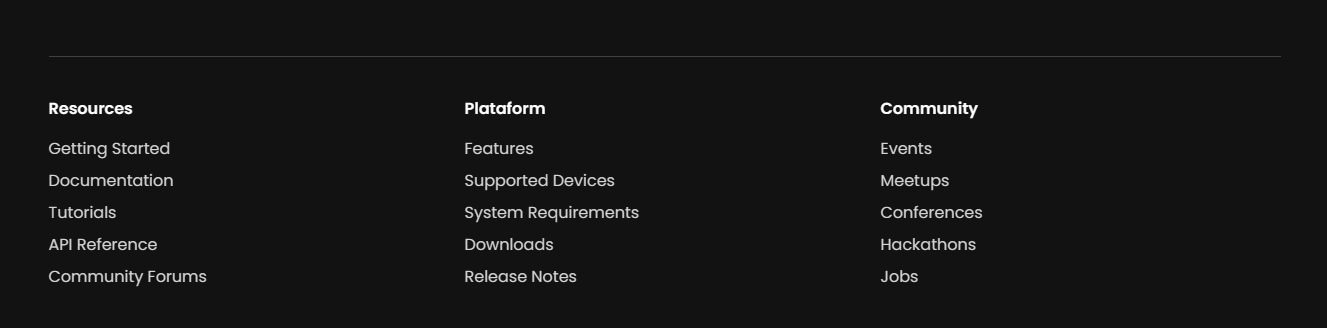 Resources
Getting Started
Documentation
Tutorials
API Reference
Community Forums
Plataform
Features
Supported Devices
System Requirements
Downloads
Release Notes
Community
Events
Meetups
Conferences
Hackathons
Jobs